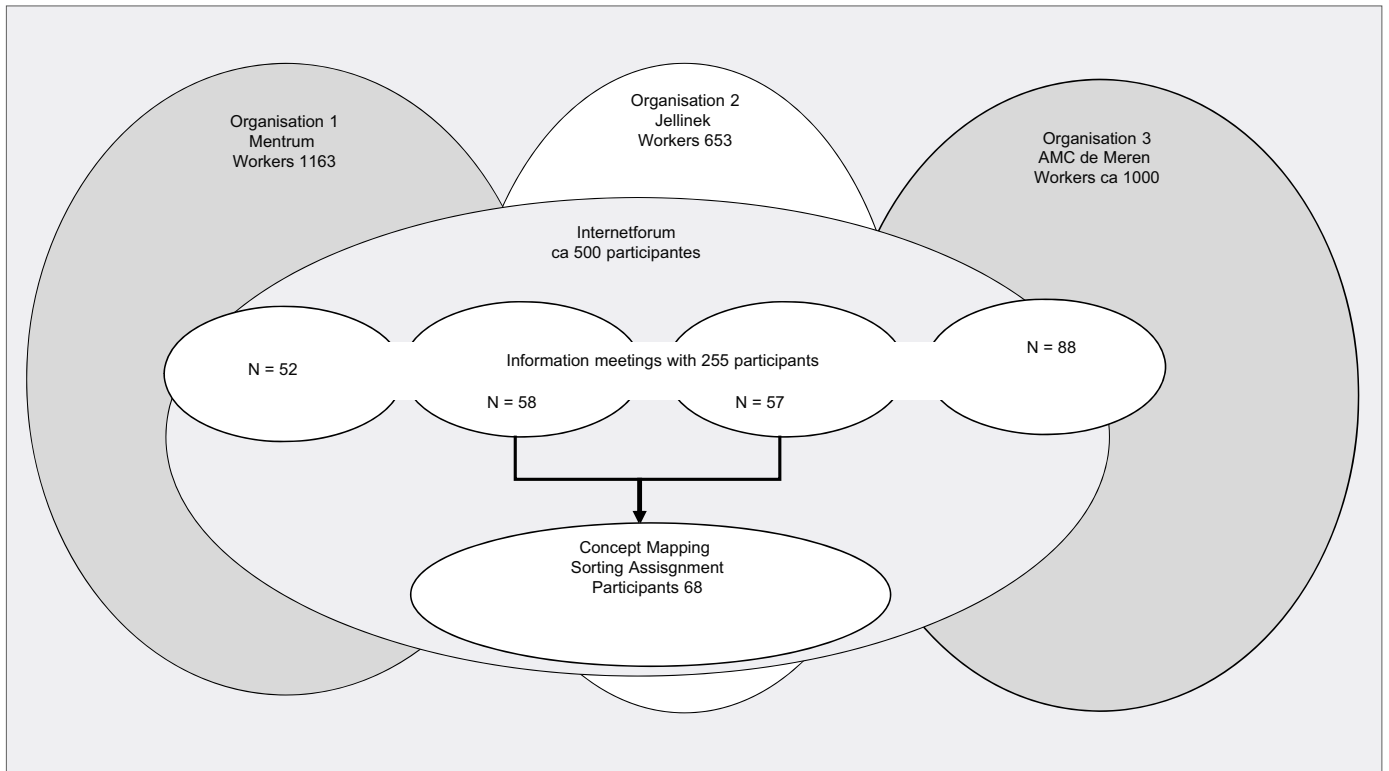 Organisation 1
Mentrum
Workers 1163
Organisation 2
Jellinek
Workers 653
Organisation 3
AMC de Meren
Workers ca 1000
Internetforum
ca 500 participantes
N = 52
Information meetings with 255 participants
N = 88
N = 58
N = 57
Concept Mapping
Sorting Assisgnment
Participants 68